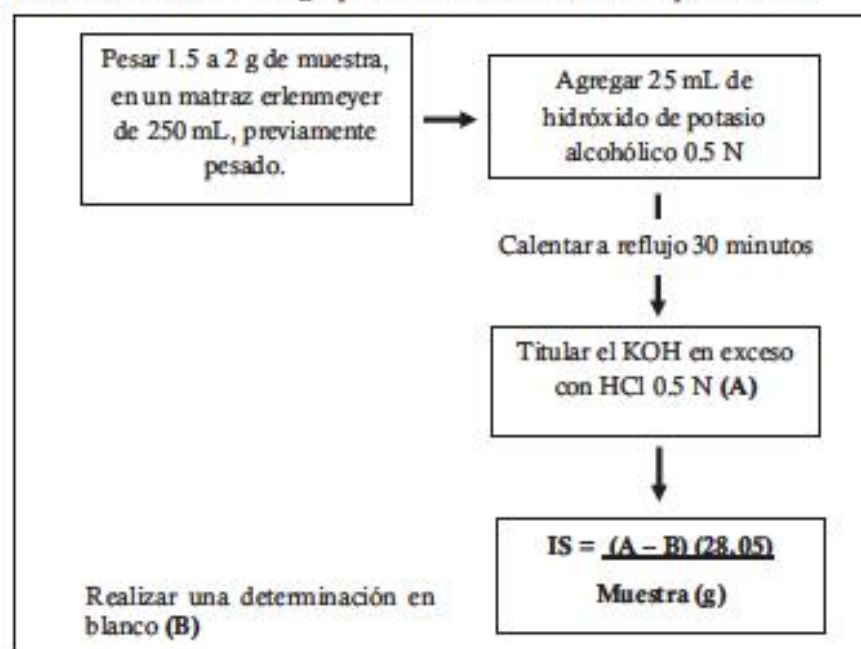 Pesar 1.5 a 2 g de muestra,
en un matraz erlenmeyer
de 250 mL, previamente
pesado.
Agregar 25 mL de
hidróxido de potasio
alcohólico 0.5 N
Calentar a reflujo 30 minutos
Titular el KOH en exceso
con HCl 0.5 N (A)
IS = (A – B) (28.05)
Muestra (g)
Realizar una determinación en
blanco (B)